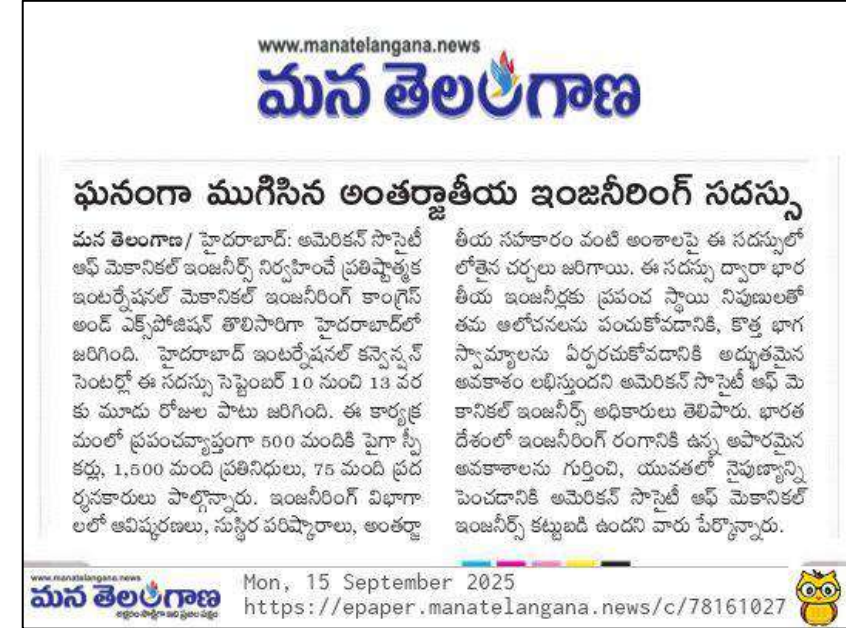 www.manatelangana.news
మన తెలంగాణ
ఘనంగా ముగిసిన అంతర్జాతీయ ఇంజనీరింగ్ సదస్సు
మన తెలంగాణ/ హైదరాబాద్: అమెరికన్ సొసైటీ
ఆఫ్ మెకానికల్ ఇంజనీర్స్ నిర్వహించే ప్రతిష్టాత్మక
ఇంటర్నేషనల్ మెకానికల్ ఇంజనీరింగ్ కాంగ్రెస్
అండ్ ఎక్స్‌పోజిషన్ తొలిసారిగా హైదరాబాద్‌లో
జరిగింది. హైదరాబాద్ ఇంటర్నేషనల్ కన్వెన్షన్
సెంటర్లో ఈ సదస్సు సెప్టెంబర్ 10 నుంచి 13 వర
కు మూడు రోజుల పాటు జరిగింది. ఈ కార్యక్ర
మంలో ప్రపంచవ్యాప్తంగా 500 మందికి పైగా స్పీ
కర్లు, 1,500 మంది ప్రతినిధులు, 75 మంది ప్రద
ర్శనకారులు పాల్గొన్నారు. ఇంజనీరింగ్ విభాగా
లలో ఆవిష్కరణలు, సుస్థిర పరిష్కారాలు, అంతర్జా
తీయ సహకారం వంటి అంశాలపై ఈ సదస్సులో
లోతైన చర్చలు జరిగాయి. ఈ సదస్సు ద్వారా భార
తీయ ఇంజనీర్లకు ప్రపంచ స్థాయి నిపుణులతో
తమ ఆలోచనలను పంచుకోవడానికి, కొత్త భాగ
స్వామ్యాలను ఏర్పరచుకోవడానికి అద్భుతమైన
అవకాశం లభిస్తుందని అమెరికన్ సొసైటీ ఆఫ్ మె
కానికల్ ఇంజనీర్స్ అధికారులు తెలిపారు. భారత
దేశంలో ఇంజనీరింగ్ రంగానికి ఉన్న అపారమైన
అవకాశాలను గుర్తించి, యువతలో నైపుణ్యాన్ని
పెంచడానికి అమెరికన్ సొసైటీ ఆఫ్ మెకానికల్
ఇంజనీర్స్ కట్టుబడి ఉందని వారు పేర్కొన్నారు.
www.manatelangana.news
మన తెలంగాణ
Mon, 15 September 2025
https://epaper.manatelangana.news/c/78161027